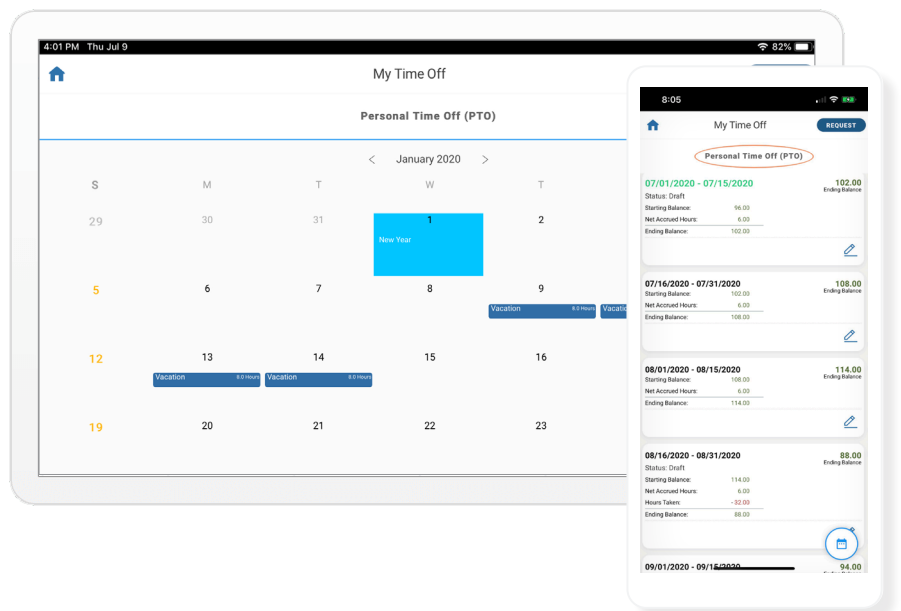 4:01 PM Thu Jul 9
82%
My Time Off
Personal Time Off (PTO)
< January 2020 >
S M T W T
29 30 31 1 2
New Year
5 6 7 8 9
Vacation 8.0 Hours
12 13 14 15 16
Vacation 8.0 Hours Vacation 8.0 Hours
19 20 21 22 23
8:05
My Time Off
REQUEST
Personal Time Off (PTO)
07/01/2020 - 07/15/2020 102.00
Status: Draft Ending Balance
Starting Balance: 96.00
Net Accrued Hours: 6.00
Ending Balance: 102.00
07/16/2020 - 07/31/2020 108.00
Starting Balance: 102.00 Ending Balance
Net Accrued Hours: 6.00
Ending Balance: 108.00
08/01/2020 - 08/15/2020 114.00
Starting Balance: 108.00 Ending Balance
Net Accrued Hours: 6.00
Ending Balance: 114.00
08/16/2020 - 08/31/2020 88.00
Status: Draft Ending Balance
Starting Balance: 114.00
Net Accrued Hours: 6.00
Hours Taken: - 32.00
Ending Balance: 88.00
09/01/2020 - 09/15/2020 94.00